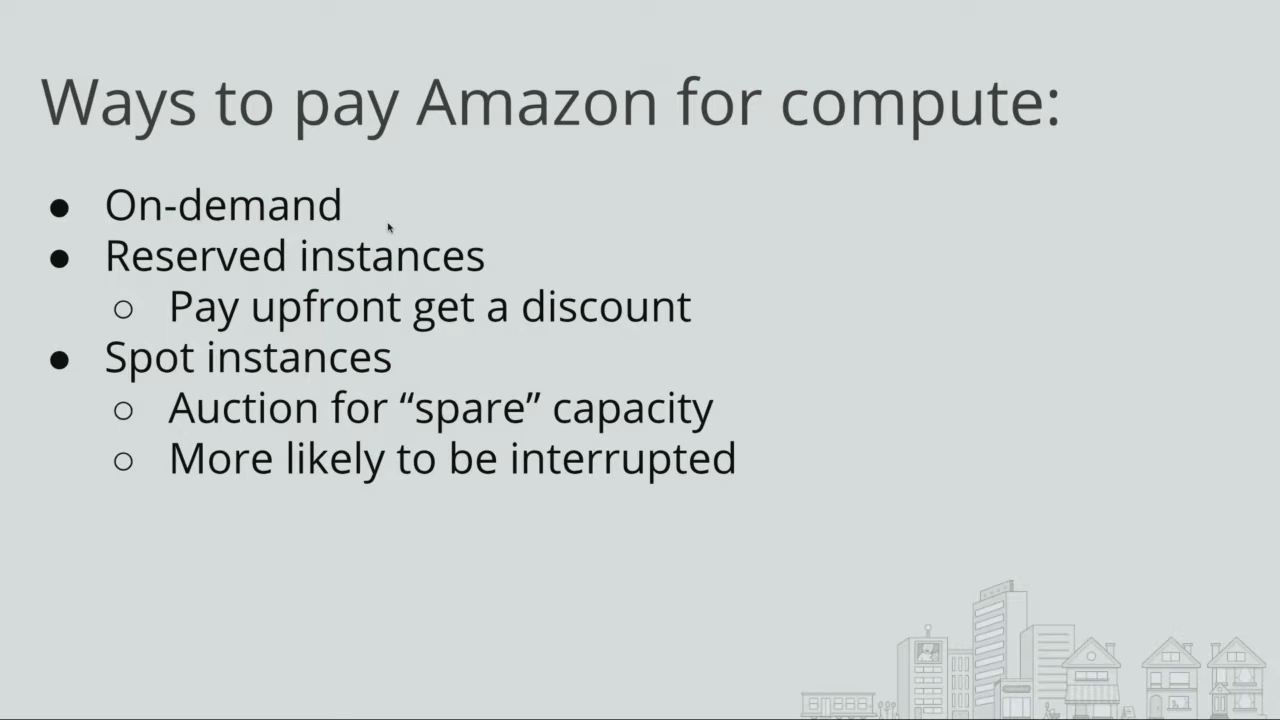 Ways to pay Amazon for compute:
● On-demand
● Reserved instances
○ Pay upfront get a discount
● Spot instances
○ Auction for “spare” capacity
○ More likely to be interrupted